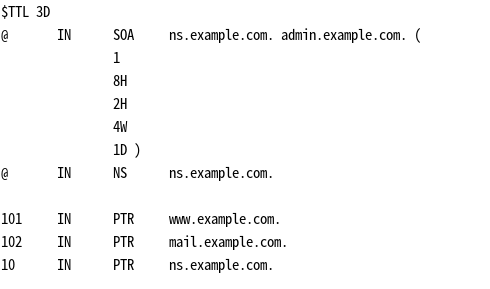 $TTL 3D
@ IN SOA ns.example.com. admin.example.com. (
1
8H
2H
4W
1D )
@ IN NS ns.example.com.
101 IN PTR www.example.com.
102 IN PTR mail.example.com.
10 IN PTR ns.example.com.